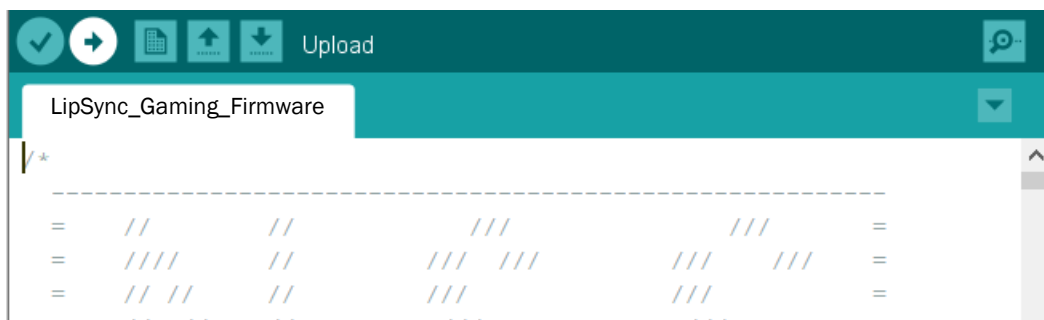 Upload
LipSync_Gaming_Firmware
/*
----------------------------------------------------------
=    //        //              ///               ///       =
=    ////      //           ///  ///         ///    ///   =
=    // //     //           ///              ///           =